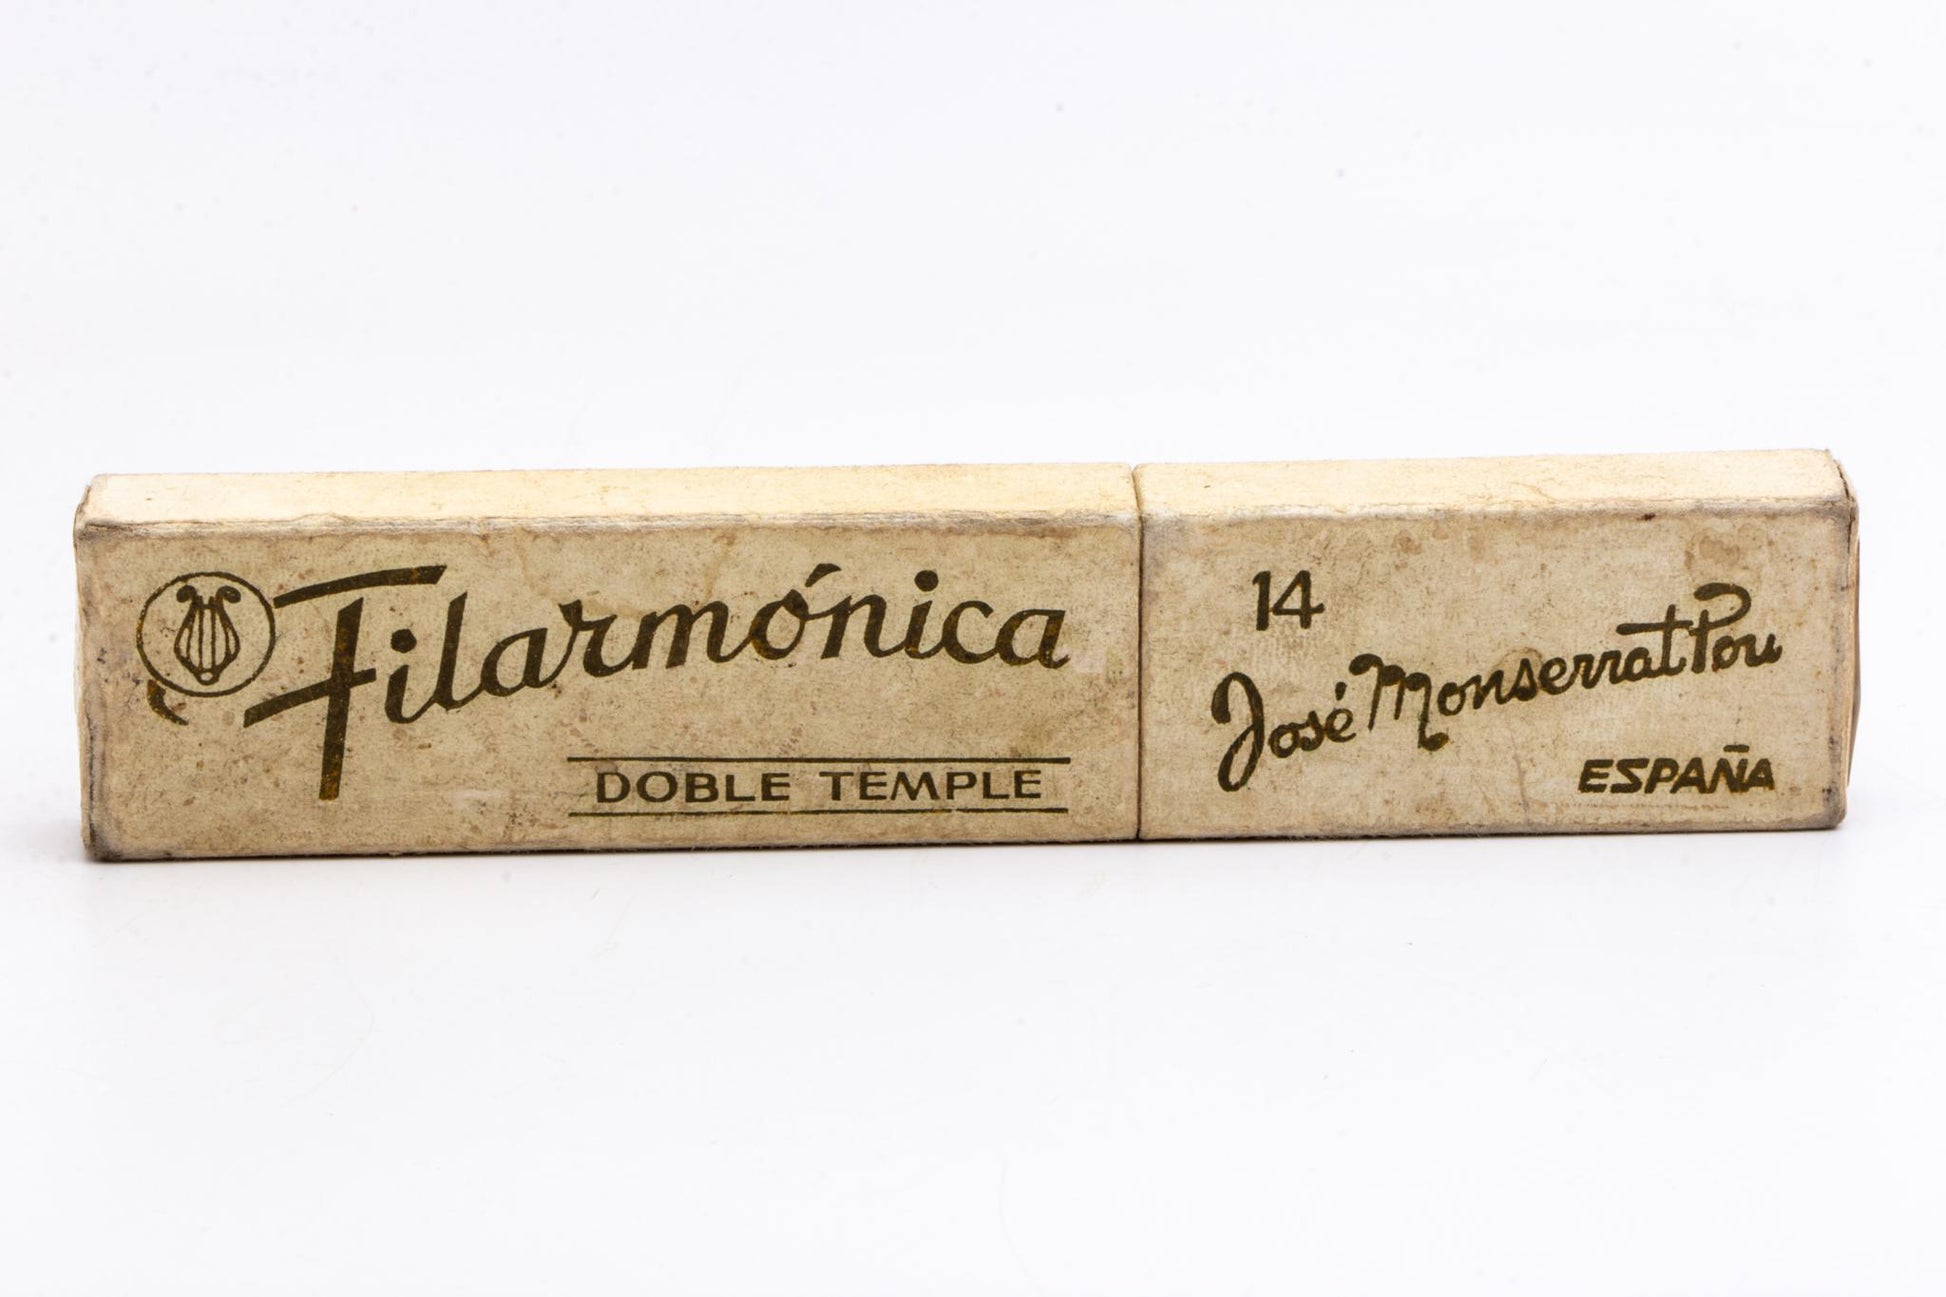 Filarmónica
DOBLE TEMPLE
14
José Monserrat Pou
ESPAÑA